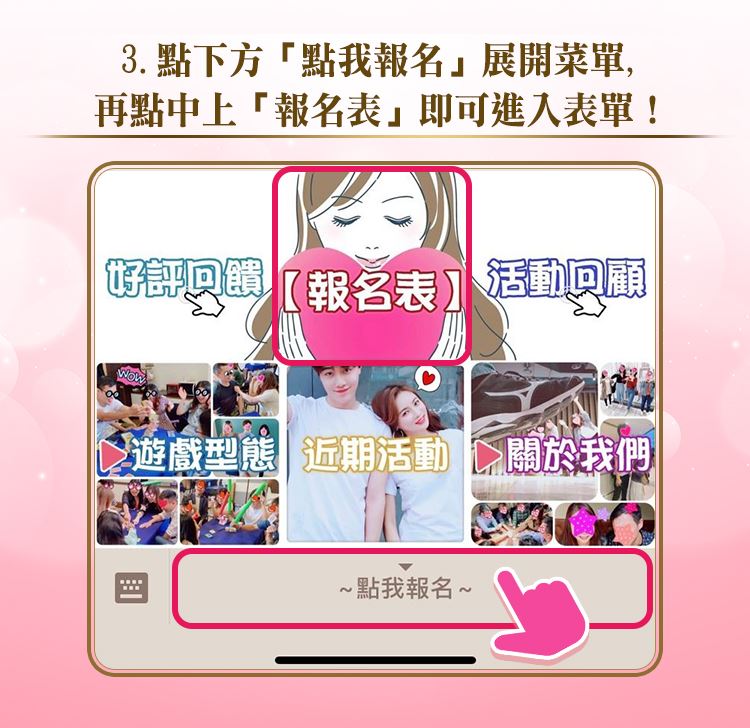 3. 點下方「點我報名」展開菜單,
再點中上「報名表」即可進入表單！
好評回饋
【報名表】
活動回顧
WOW
遊戲型態
近期活動
關於我們
~點我報名~